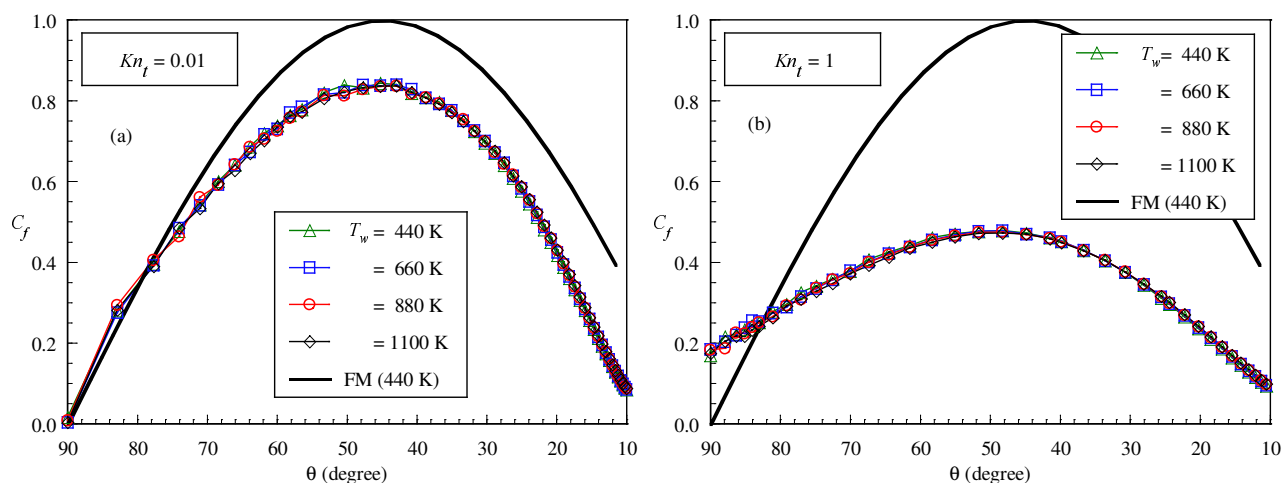 1.0
0.8
0.6
0.4
0.2
0.0
C_f
90 80 70 60 50 40 30 20 10
θ (degree)
Kn_t = 0.01
(a)
T_w = 440 K
= 660 K
= 880 K
= 1100 K
FM (440 K)
1.0
0.8
0.6
0.4
0.2
0.0
C_f
90 80 70 60 50 40 30 20 10
θ (degree)
Kn_t = 1
(b)
T_w = 440 K
= 660 K
= 880 K
= 1100 K
FM (440 K)